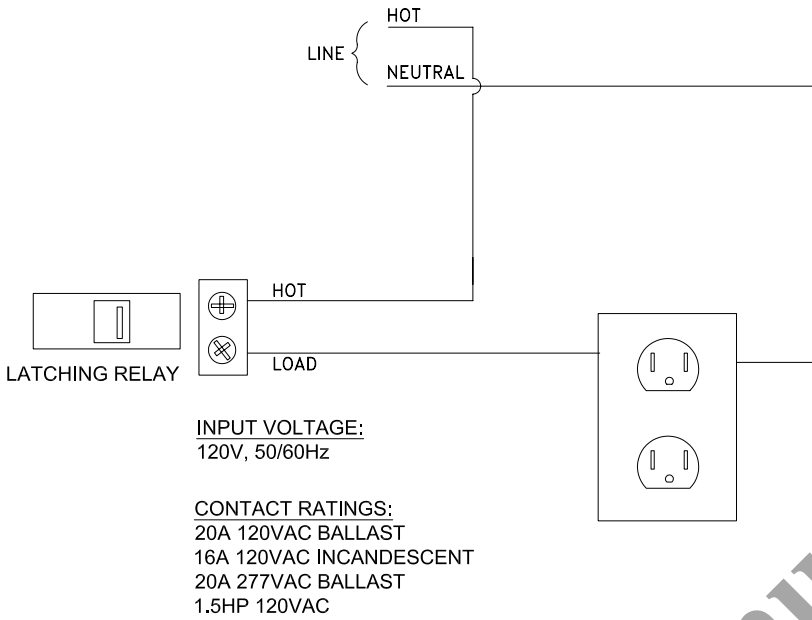 HOT
LINE
NEUTRAL
HOT
LATCHING RELAY
LOAD
INPUT VOLTAGE:
120V, 50/60Hz
CONTACT RATINGS:
20A 120VAC BALLAST
16A 120VAC INCANDESCENT
20A 277VAC BALLAST
1.5HP 120VAC